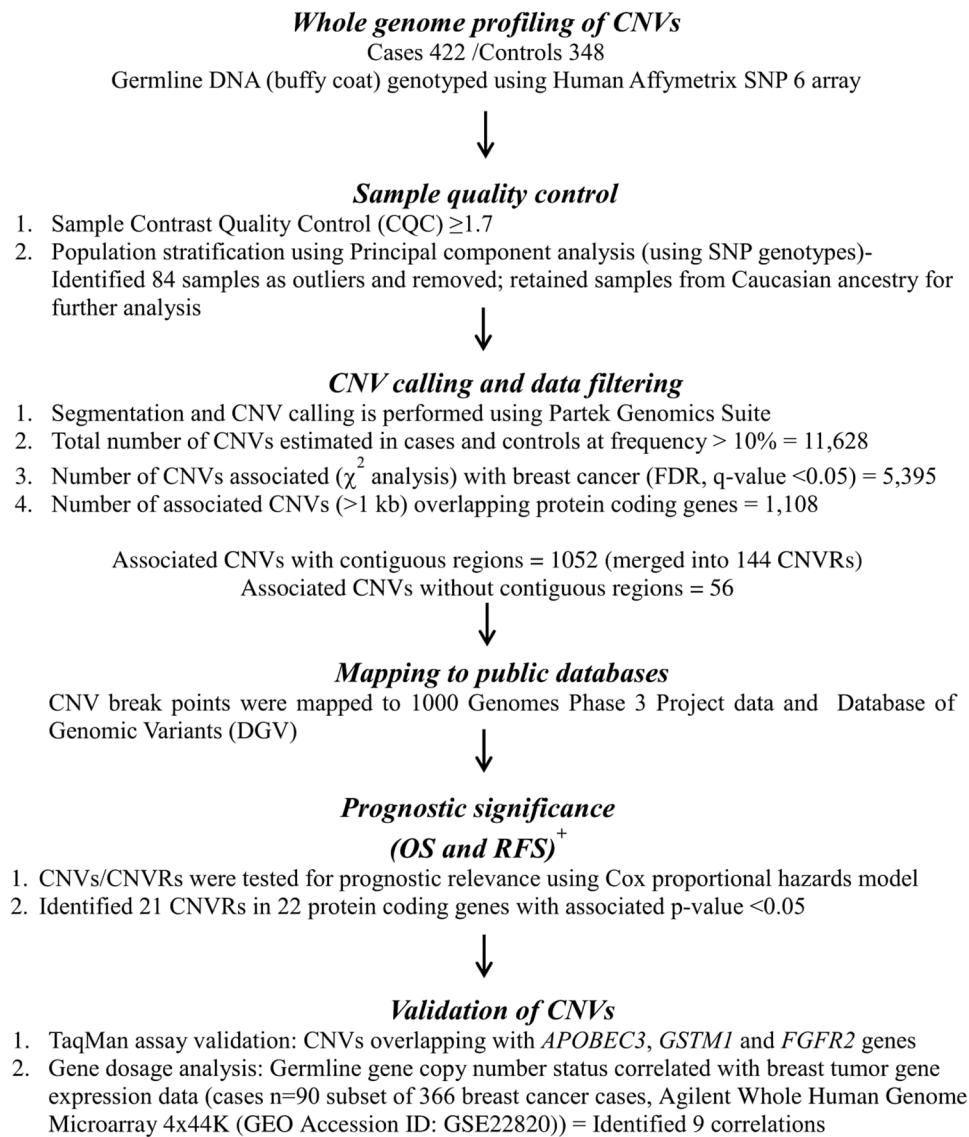 Whole genome profiling of CNVs
Cases 422 /Controls 348
Germline DNA (buffy coat) genotyped using Human Affymetrix SNP 6 array
Sample quality control
1. Sample Contrast Quality Control (CQC) ≥1.7
2. Population stratification using Principal component analysis (using SNP genotypes)-
Identified 84 samples as outliers and removed; retained samples from Caucasian ancestry for
further analysis
CNV calling and data filtering
1. Segmentation and CNV calling is performed using Partek Genomics Suite
2. Total number of CNVs estimated in cases and controls at frequency > 10% = 11,628
3. Number of CNVs associated (χ² analysis) with breast cancer (FDR, q-value <0.05) = 5,395
4. Number of associated CNVs (>1 kb) overlapping protein coding genes = 1,108
Associated CNVs with contiguous regions = 1052 (merged into 144 CNVRs)
Associated CNVs without contiguous regions = 56
Mapping to public databases
CNV break points were mapped to 1000 Genomes Phase 3 Project data and Database of
Genomic Variants (DGV)
Prognostic significance
(OS and RFS)⁺
1. CNVs/CNVRs were tested for prognostic relevance using Cox proportional hazards model
2. Identified 21 CNVRs in 22 protein coding genes with associated p-value <0.05
Validation of CNVs
1. TaqMan assay validation: CNVs overlapping with APOBEC3, GSTM1 and FGFR2 genes
2. Gene dosage analysis: Germline gene copy number status correlated with breast tumor gene
expression data (cases n=90 subset of 366 breast cancer cases, Agilent Whole Human Genome
Microarray 4x44K (GEO Accession ID: GSE22820)) = Identified 9 correlations